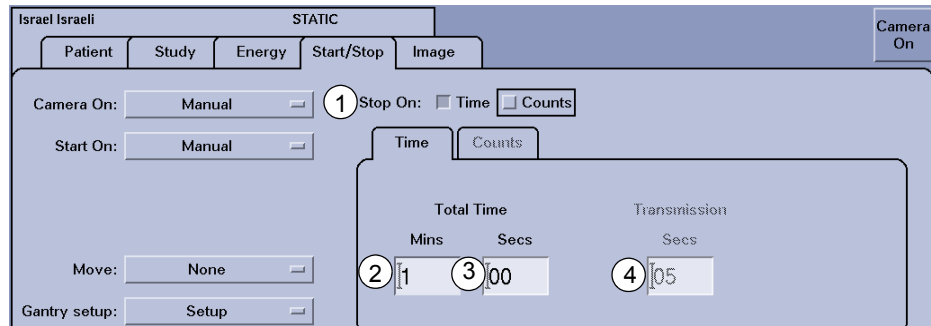 Israel Israeli STATIC
Camera On
Patient Study Energy Start/Stop Image
Camera On: Manual 1 Stop On: Time Counts
Start On: Manual
Time Counts
Total Time Transmission
Mins Secs Secs
Move: None 2 1 3 00 4 05
Gantry setup: Setup